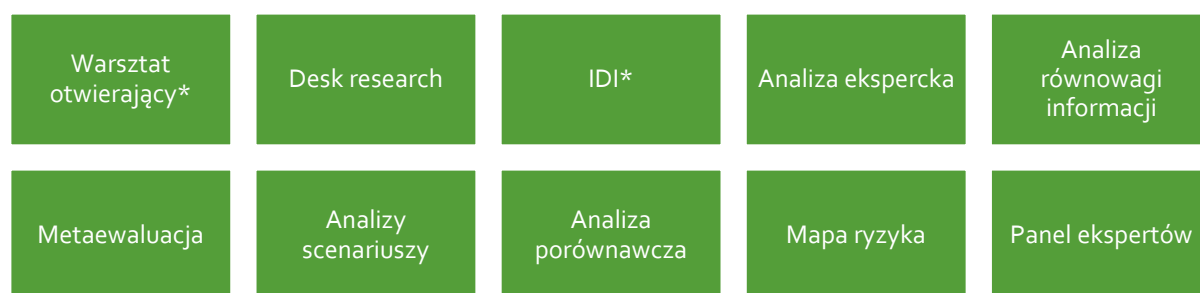 Warsztat
otwierający*
Desk research
IDI*
Analiza ekspercka
Analiza
równowagi
informacji
Metaewaluacja
Analizy
scenariuszy
Analiza
porównawcza
Mapa ryzyka
Panel ekspertów